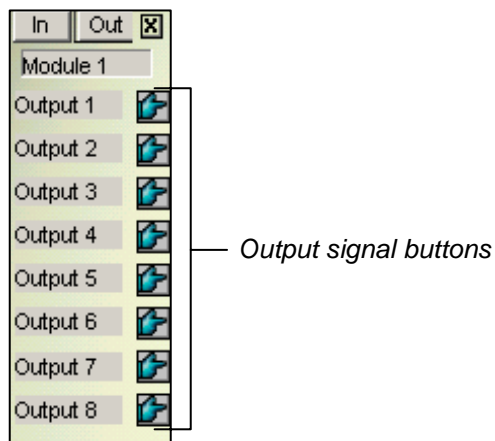 In Out X
Module 1
Output 1
Output 2
Output 3
Output 4
Output 5
Output 6
Output 7
Output 8
Output signal buttons